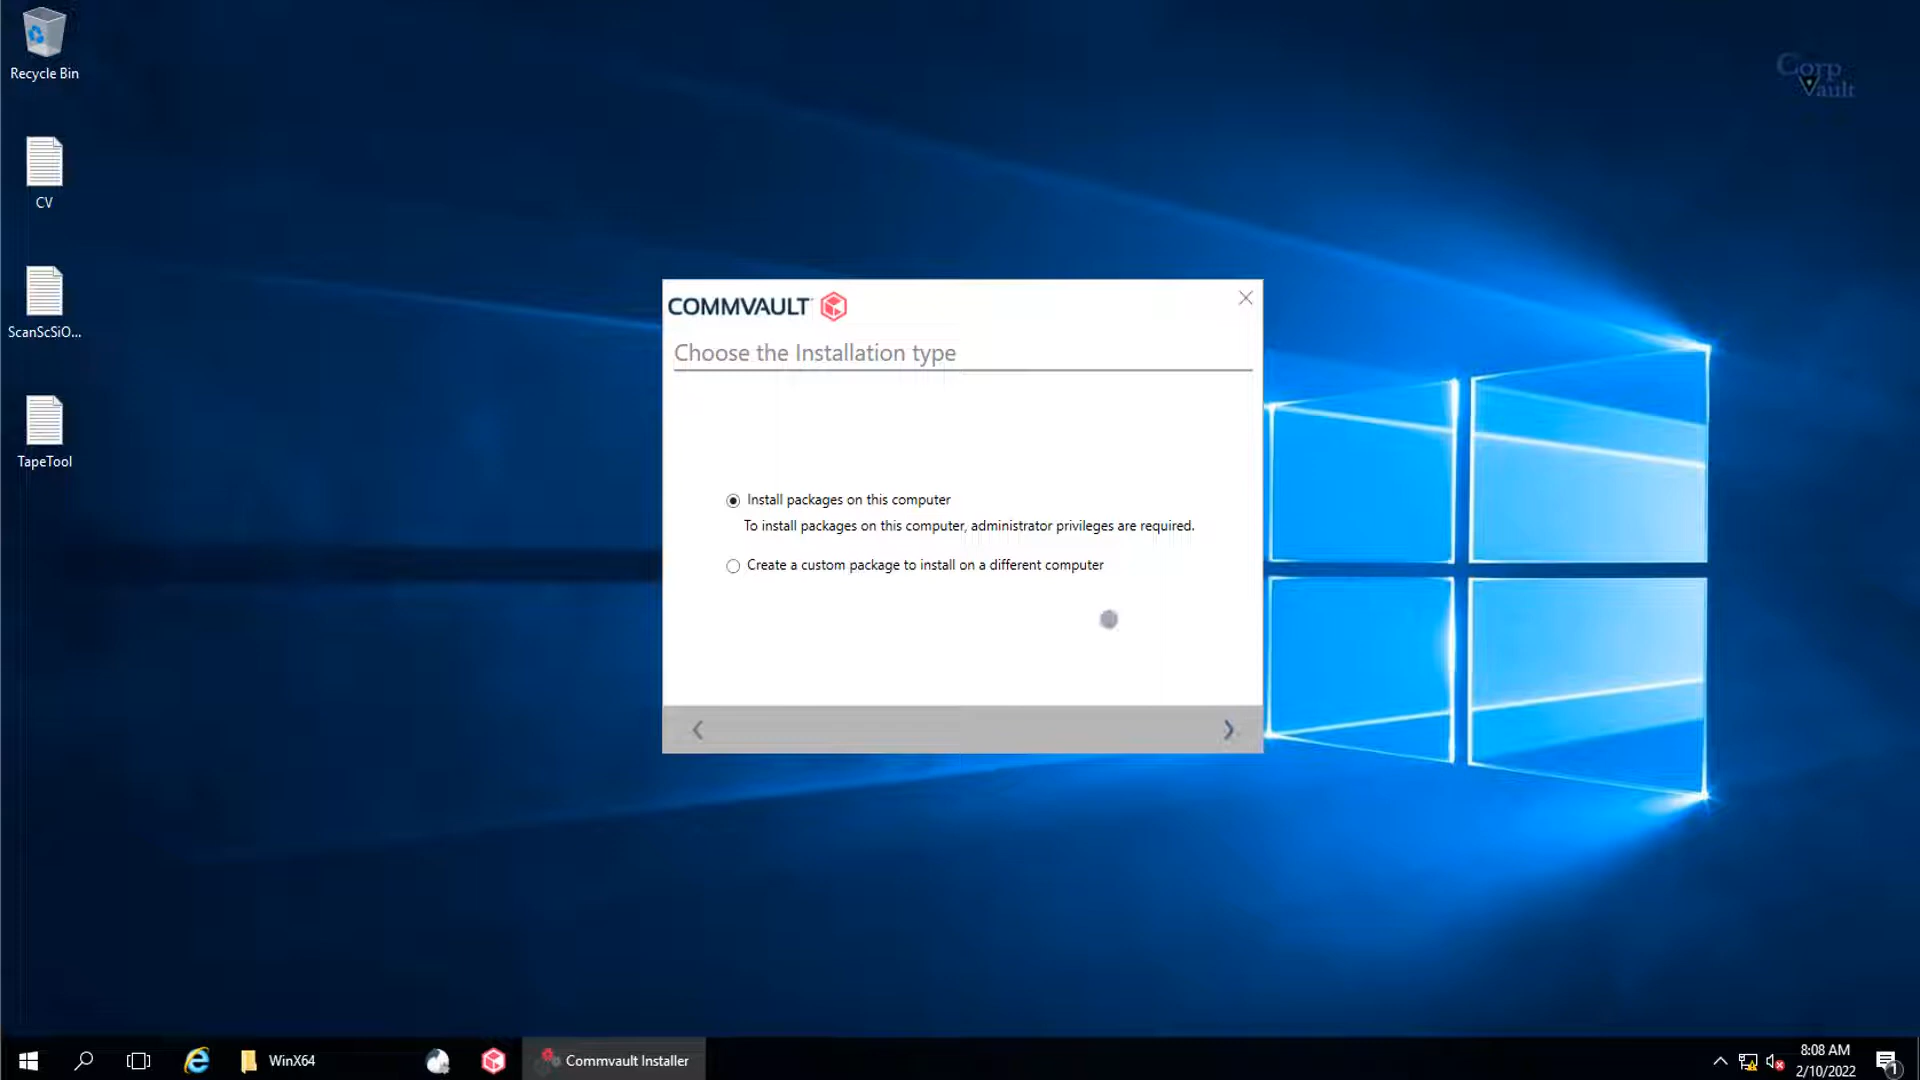 Recycle Bin
Corp
Vault
CV
ScanScSiO...
TapeTool
COMMVAULT
Choose the Installation type
Install packages on this computer
To install packages on this computer, administrator privileges are required.
Create a custom package to install on a different computer
WinX64
Commvault Installer
8:08 AM
2/10/2022
1